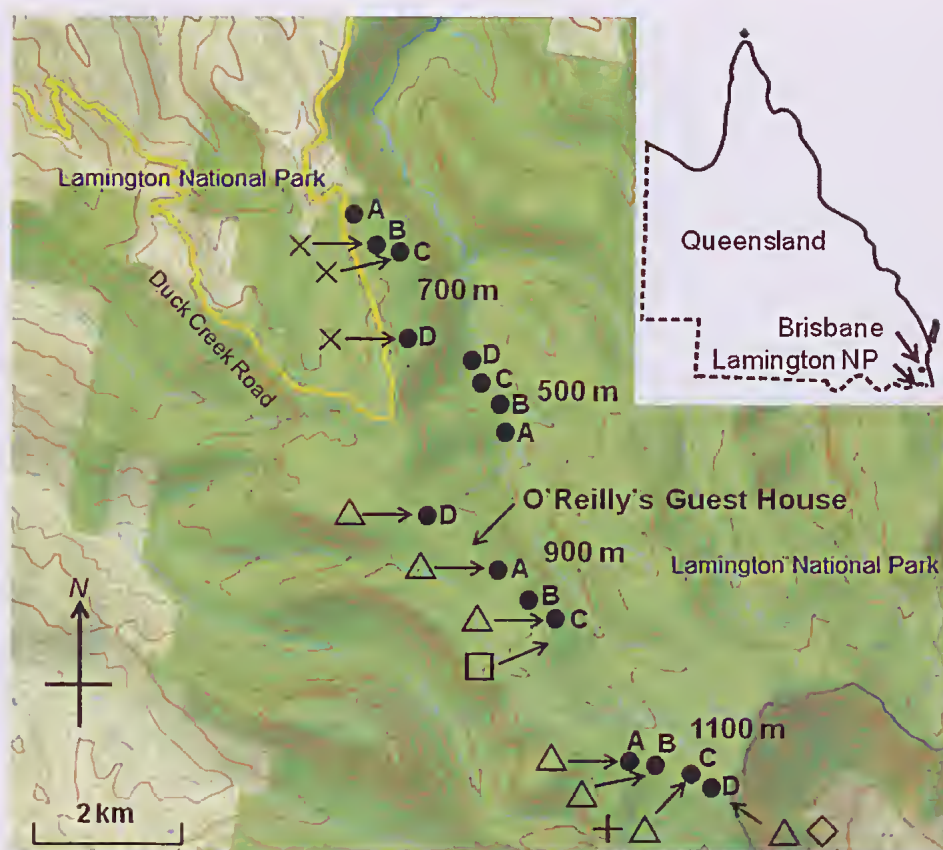 Lamington National Park
A
B
C
700 m
D
Duck Creek Road
D
C
500 m
B
A
Queensland
Brisbane
Lamington NP
O'Reilly's Guest House
D
900 m
A
Lamington National Park
B
C
N
1100 m
A
B
C
D
2 km